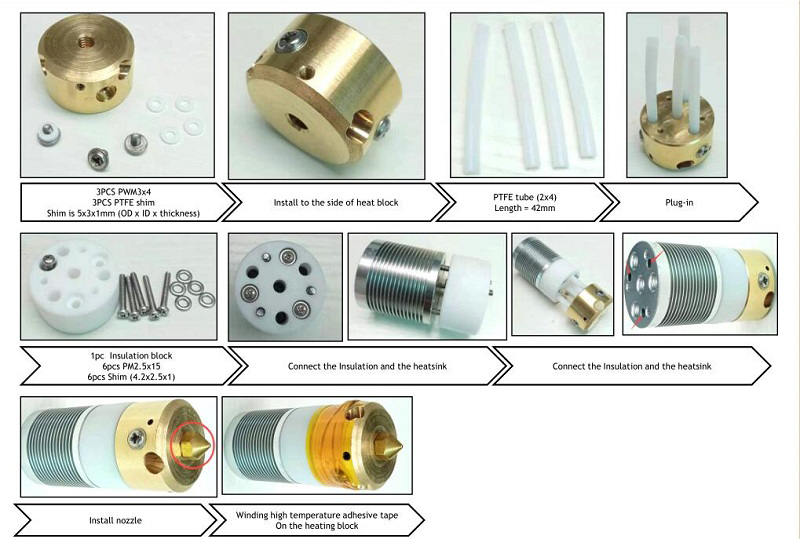 3PCS PWM3x4
3PCS PTFE shim
Shim is 5x3x1mm (OD x ID x thickness)
Install to the side of heat block
PTFE tube (2x4)
Length = 42mm
Plug-in
1pc Insulation block
6pcs PM2.5x15
6pcs Shim (4.2x2.5x1)
Connect the Insulation and the heatsink
Connect the Insulation and the heatsink
Install nozzle
Winding high temperature adhesive tape
On the heating block